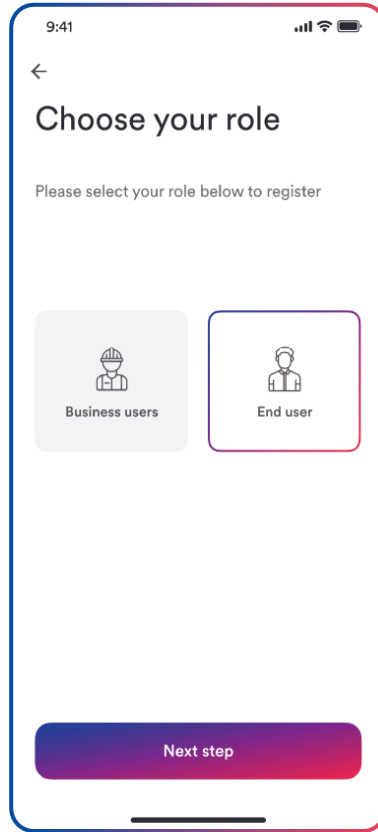 9:41
Choose your role
Please select your role below to register
Business users
End user
Next step